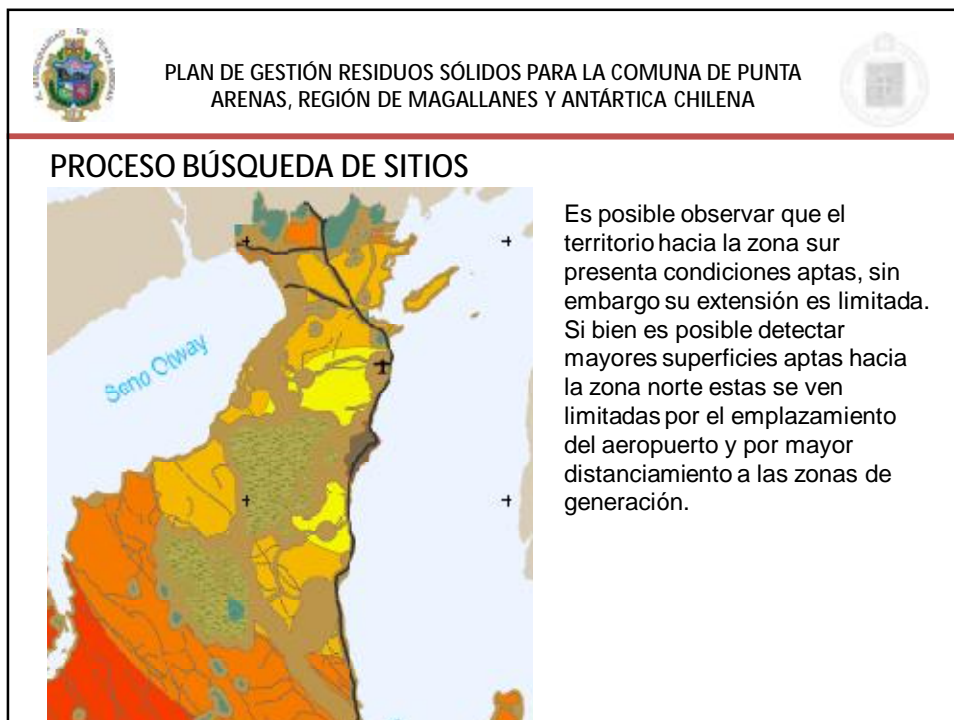 PLAN DE GESTIÓN RESIDUOS SÓLIDOS PARA LA COMUNA DE PUNTA
ARENAS, REGIÓN DE MAGALLANES Y ANTÁRTICA CHILENA
PROCESO BÚSQUEDA DE SITIOS
Es posible observar que el
territorio hacia la zona sur
presenta condiciones aptas, sin
embargo su extensión es limitada.
Si bien es posible detectar
mayores superficies aptas hacia
la zona norte estas se ven
limitadas por el emplazamiento
del aeropuerto y por mayor
distanciamiento a las zonas de
generación.
Seno Otway